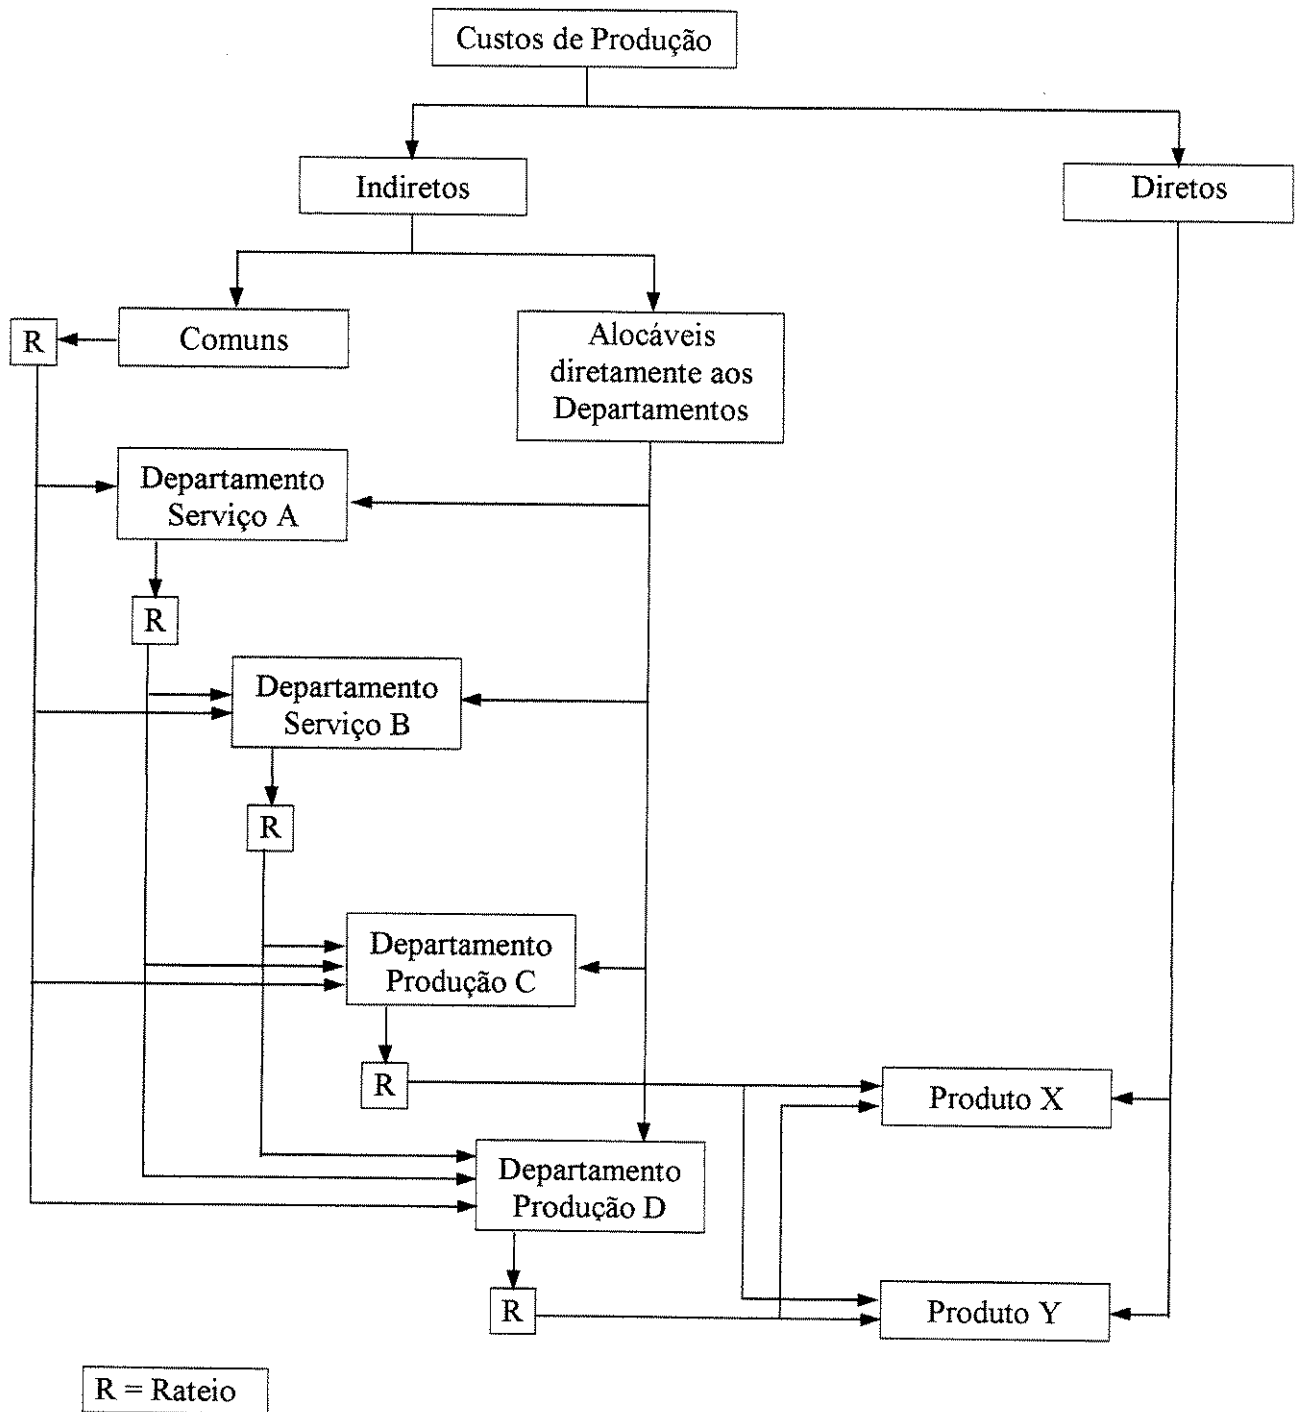 Custos de Produção
Indiretos
Diretos
R
Comuns
Alocáveis
diretamente aos
Departamentos
Departamento
Serviço A
R
Departamento
Serviço B
R
Departamento
Produção C
R
Produto X
Departamento
Produção D
R
Produto Y
R = Rateio